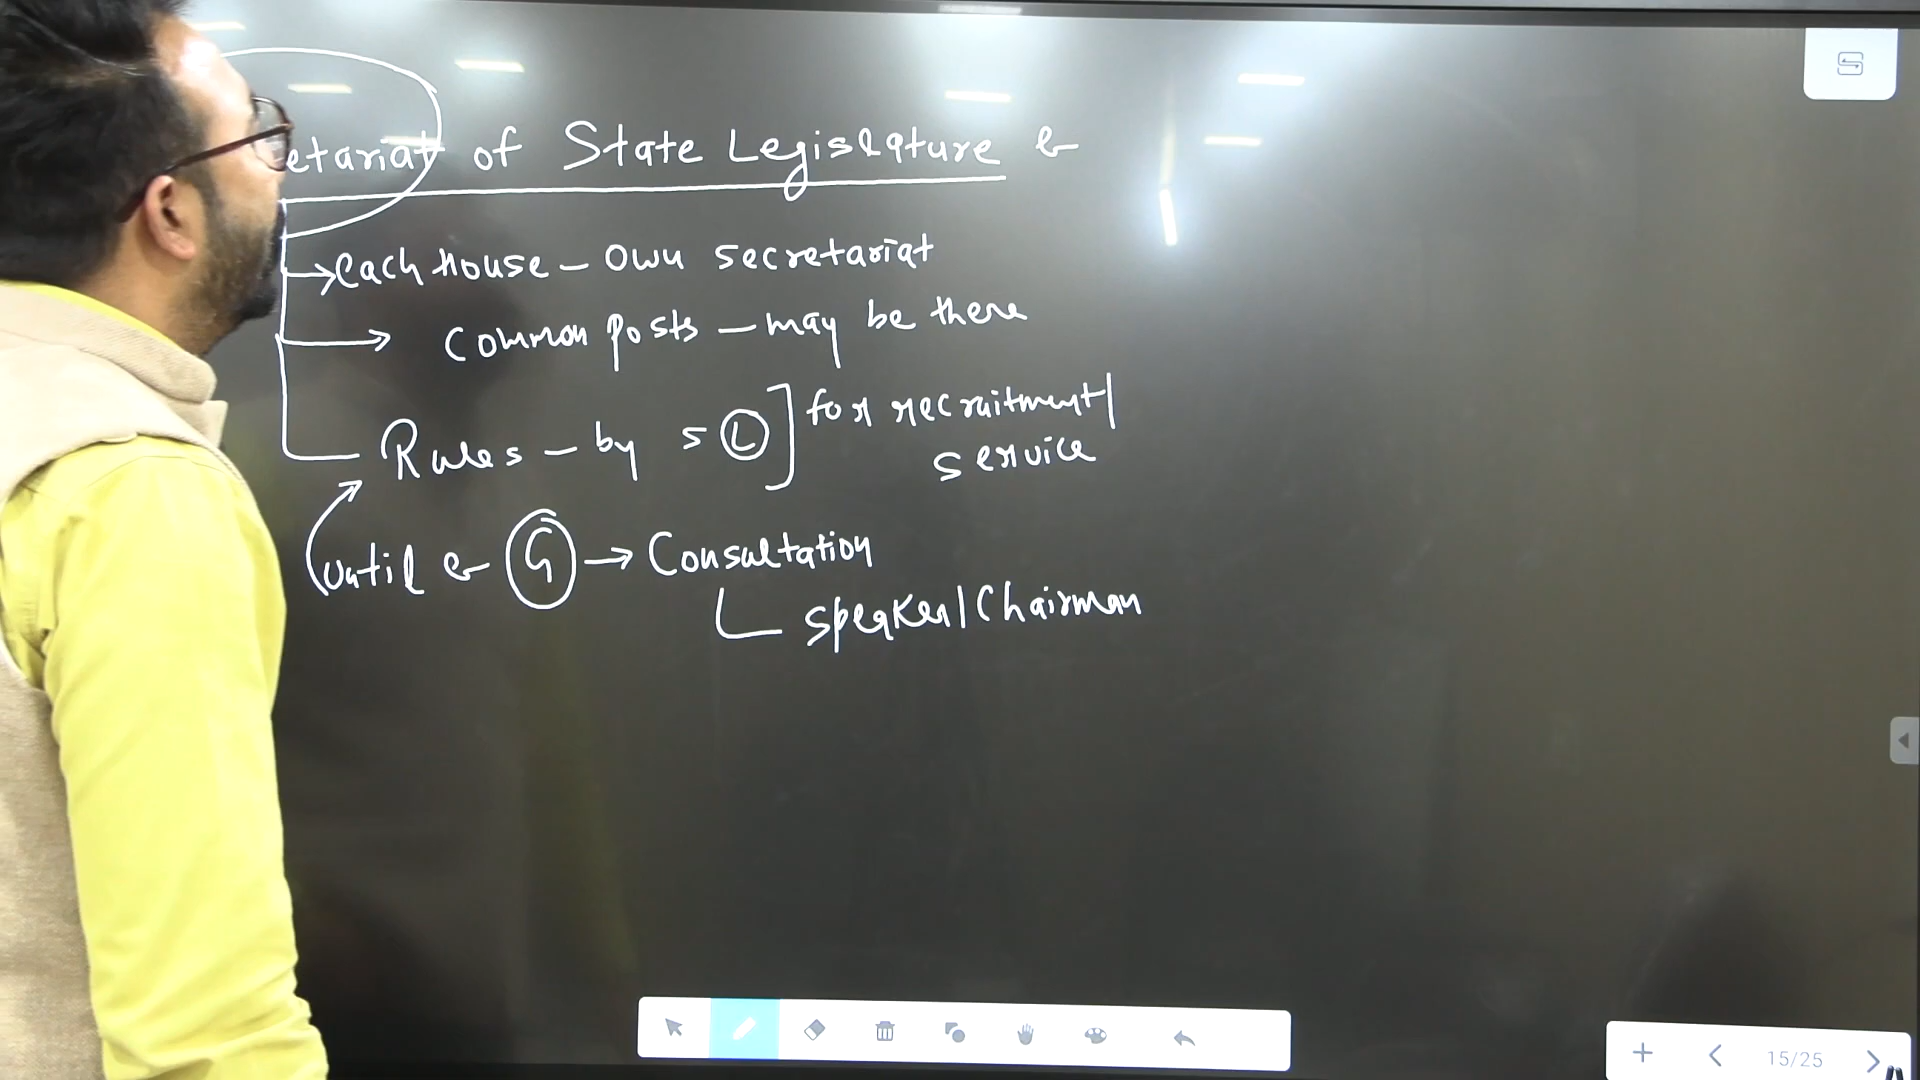 etariat of State Legislature &
→ Each House – own secretariat
→ Common posts – may be there
Rules – by S L ] for recruitment/
service
until & G → Consultation
Speaker/Chairman
15/25